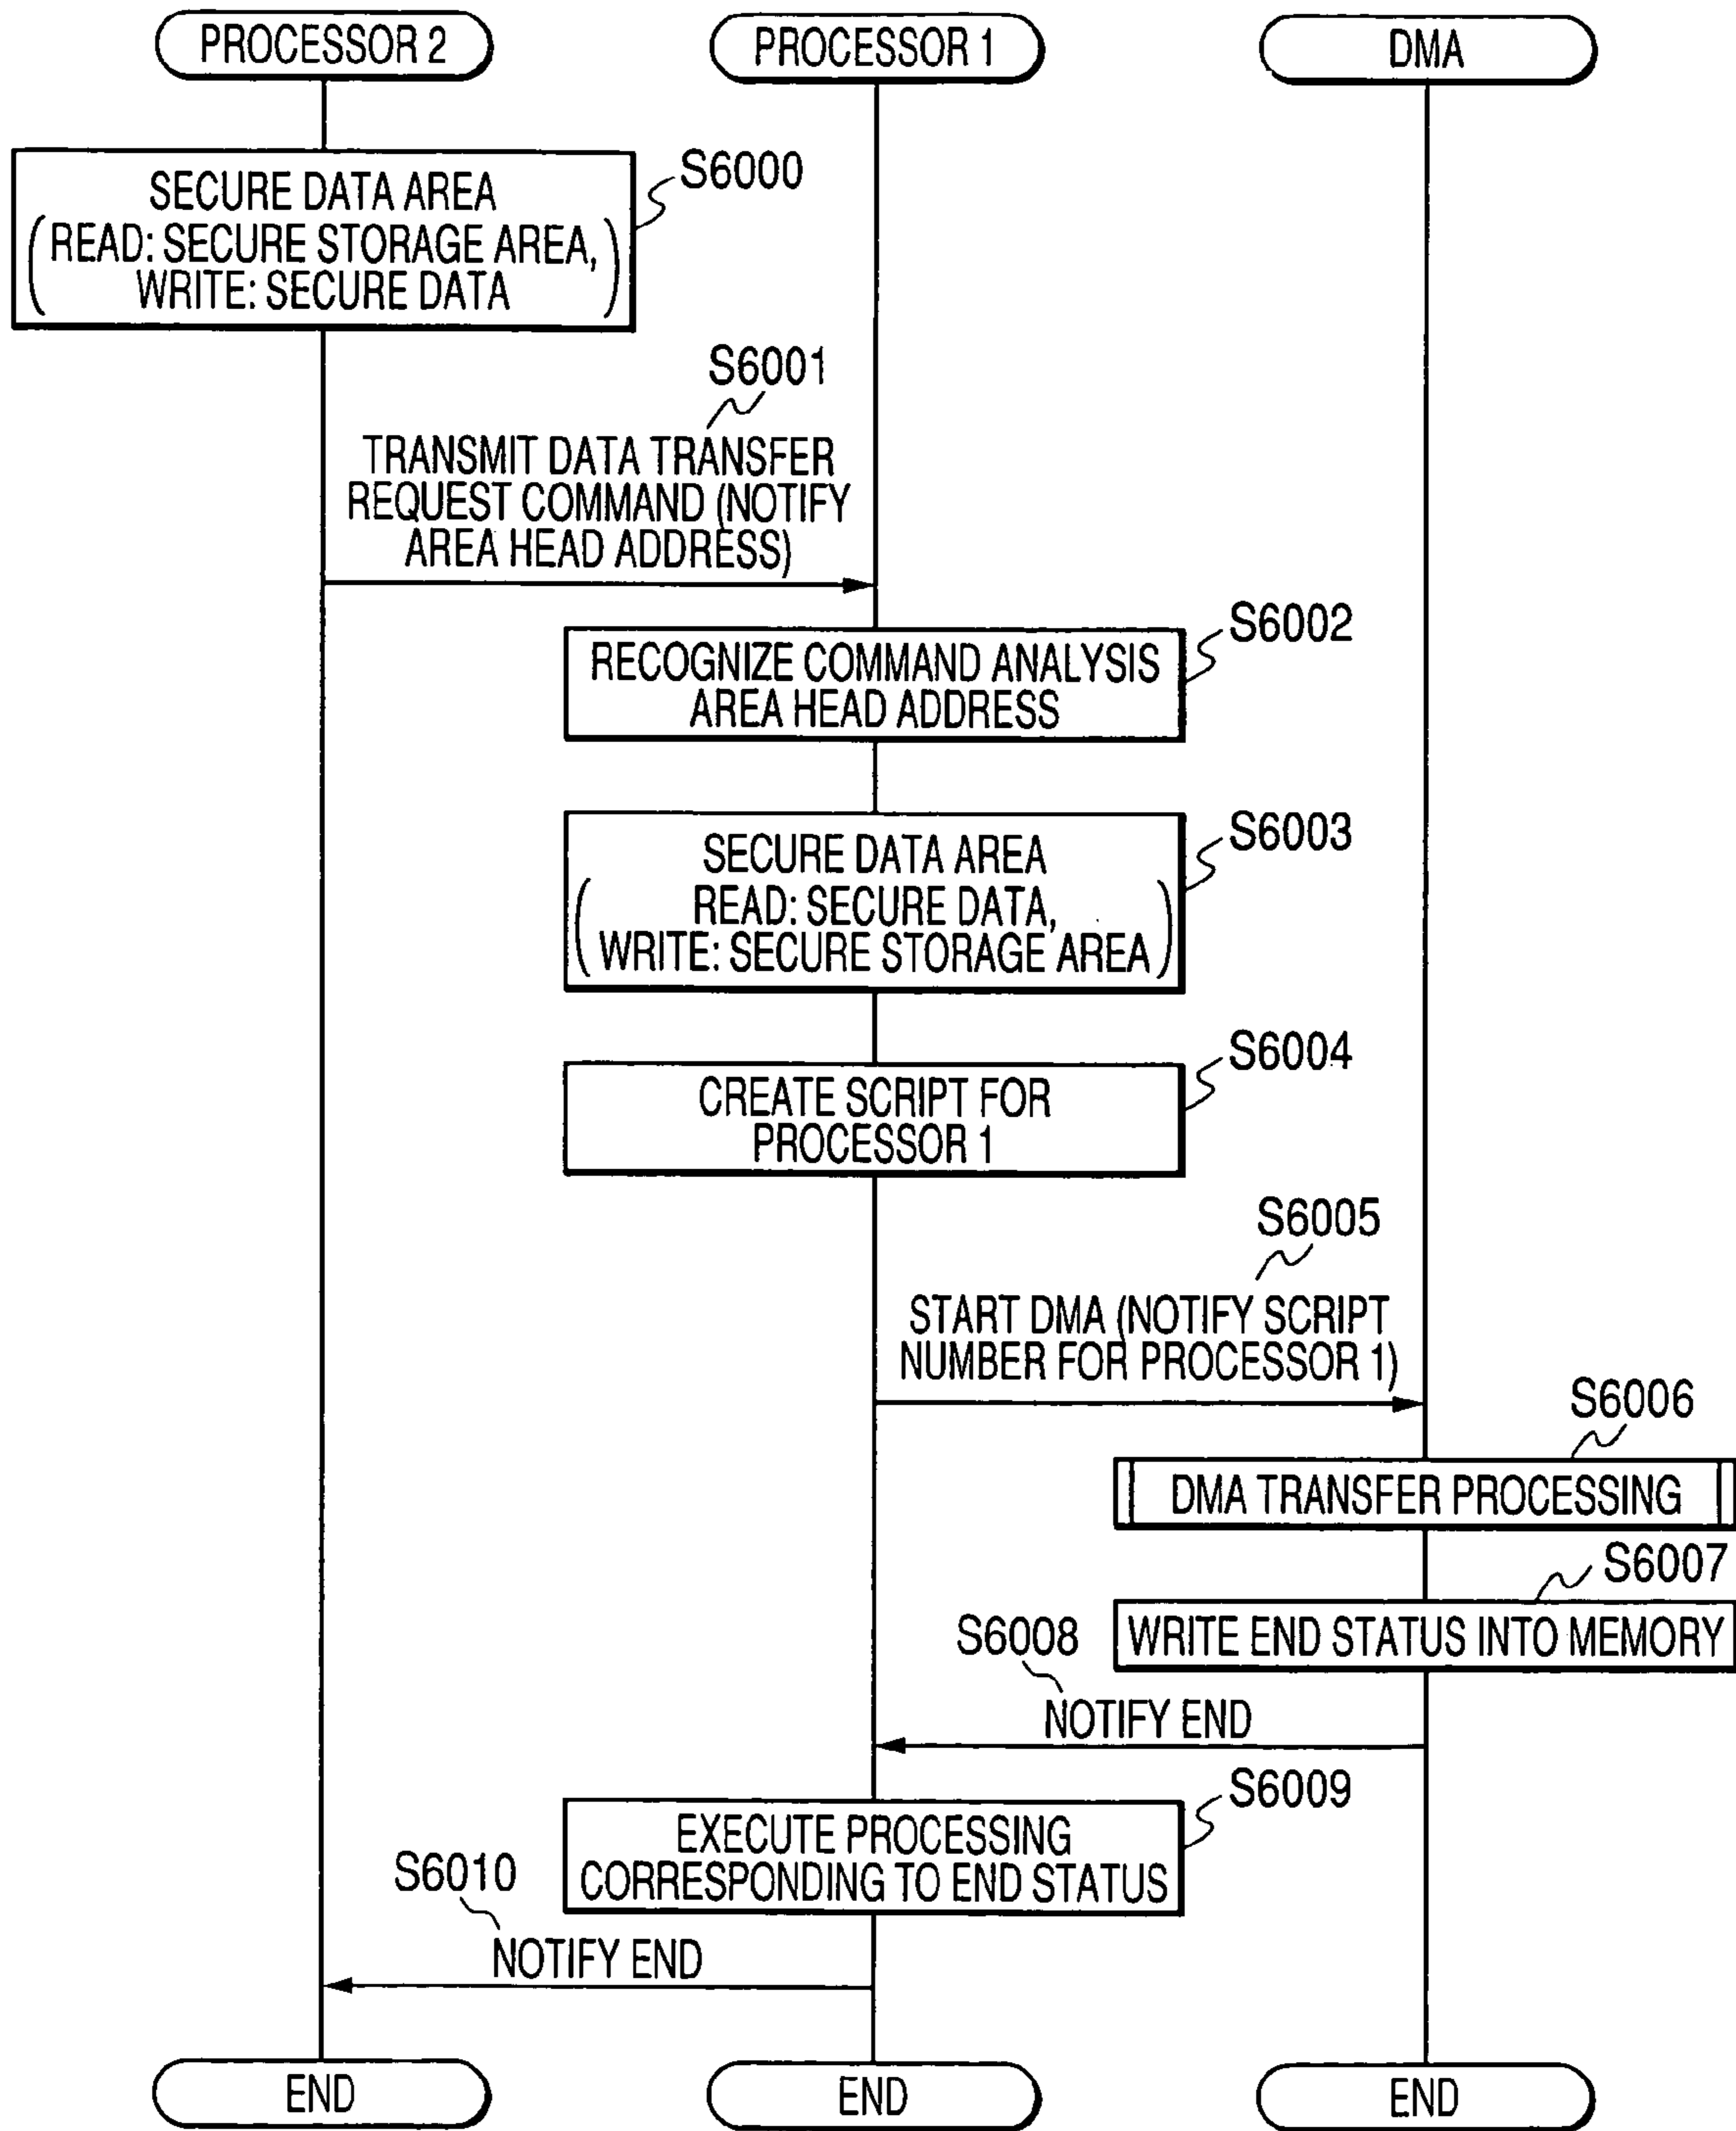 PROCESSOR 2
PROCESSOR 1
DMA
S6000
SECURE DATA AREA
(READ: SECURE STORAGE AREA,
WRITE: SECURE DATA)
S6001
TRANSMIT DATA TRANSFER
REQUEST COMMAND (NOTIFY
AREA HEAD ADDRESS)
S6002
RECOGNIZE COMMAND ANALYSIS
AREA HEAD ADDRESS
S6003
SECURE DATA AREA
(READ: SECURE DATA,
WRITE: SECURE STORAGE AREA)
S6004
CREATE SCRIPT FOR
PROCESSOR 1
S6005
START DMA (NOTIFY SCRIPT
NUMBER FOR PROCESSOR 1)
S6006
DMA TRANSFER PROCESSING
S6007
WRITE END STATUS INTO MEMORY
S6008
NOTIFY END
S6009
EXECUTE PROCESSING
CORRESPONDING TO END STATUS
S6010
NOTIFY END
END
END
END